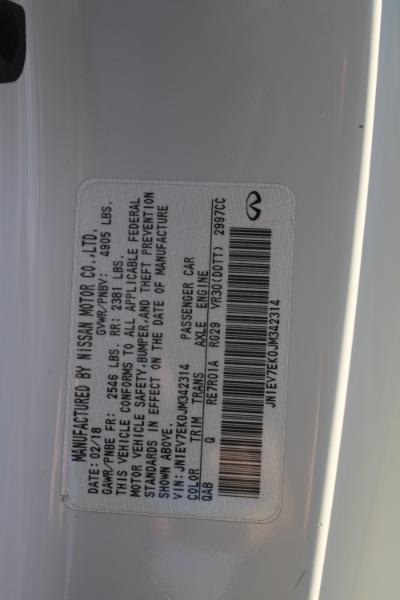 MANUFACTURED BY NISSAN MOTOR CO.,LTD.
DATE: 02/18 GVWR/PNBV: 4905 LBS.
GAWR/PNBE FR: 2546 LBS. RR: 2381 LBS.
THIS VEHICLE CONFORMS TO ALL APPLICABLE FEDERAL
MOTOR VEHICLE SAFETY,BUMPER,AND THEFT PREVENTION
STANDARDS IN EFFECT ON THE DATE OF MANUFACTURE
SHOWN ABOVE.
VIN:JN1EV7EK0JM342314 PASSENGER CAR
COLOR TRIM TRANS AXLE ENGINE
QAB Q RE7R01A RG29 VR30(DDTT) 2997CC
JN1EV7EK0JM342314